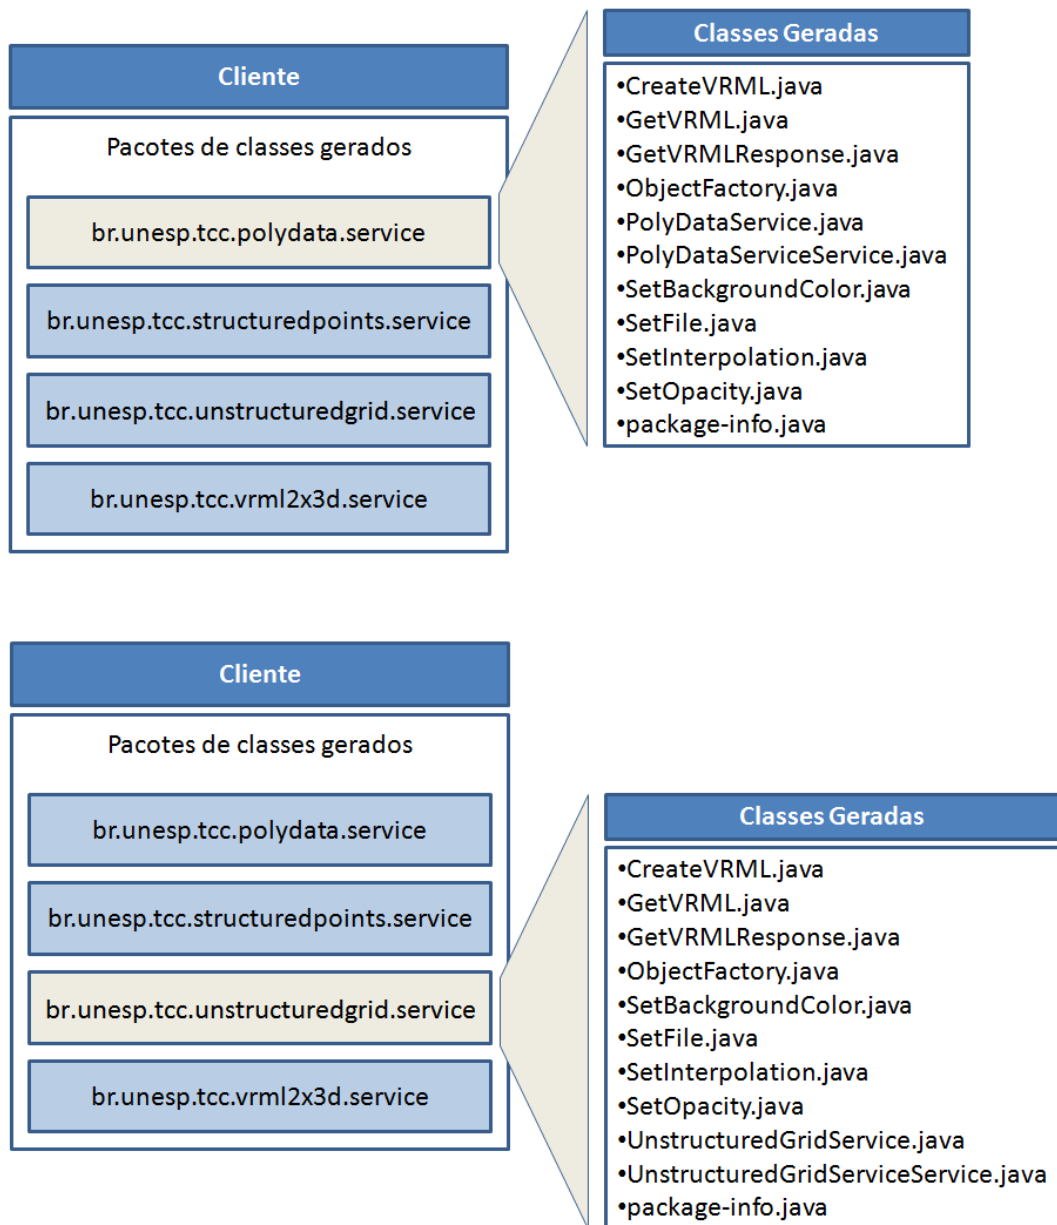 Cliente
Pacotes de classes gerados
br.unesp.tcc.polydata.service
br.unesp.tcc.structuredpoints.service
br.unesp.tcc.unstructuredgrid.service
br.unesp.tcc.vrml2x3d.service
Classes Geradas
•CreateVRML.java
•GetVRML.java
•GetVRMLResponse.java
•ObjectFactory.java
•PolyDataService.java
•PolyDataServiceService.java
•SetBackgroundColor.java
•SetFile.java
•SetInterpolation.java
•SetOpacity.java
•package-info.java
Cliente
Pacotes de classes gerados
br.unesp.tcc.polydata.service
br.unesp.tcc.structuredpoints.service
br.unesp.tcc.unstructuredgrid.service
br.unesp.tcc.vrml2x3d.service
Classes Geradas
•CreateVRML.java
•GetVRML.java
•GetVRMLResponse.java
•ObjectFactory.java
•SetBackgroundColor.java
•SetFile.java
•SetInterpolation.java
•SetOpacity.java
•UnstructuredGridService.java
•UnstructuredGridServiceService.java
•package-info.java